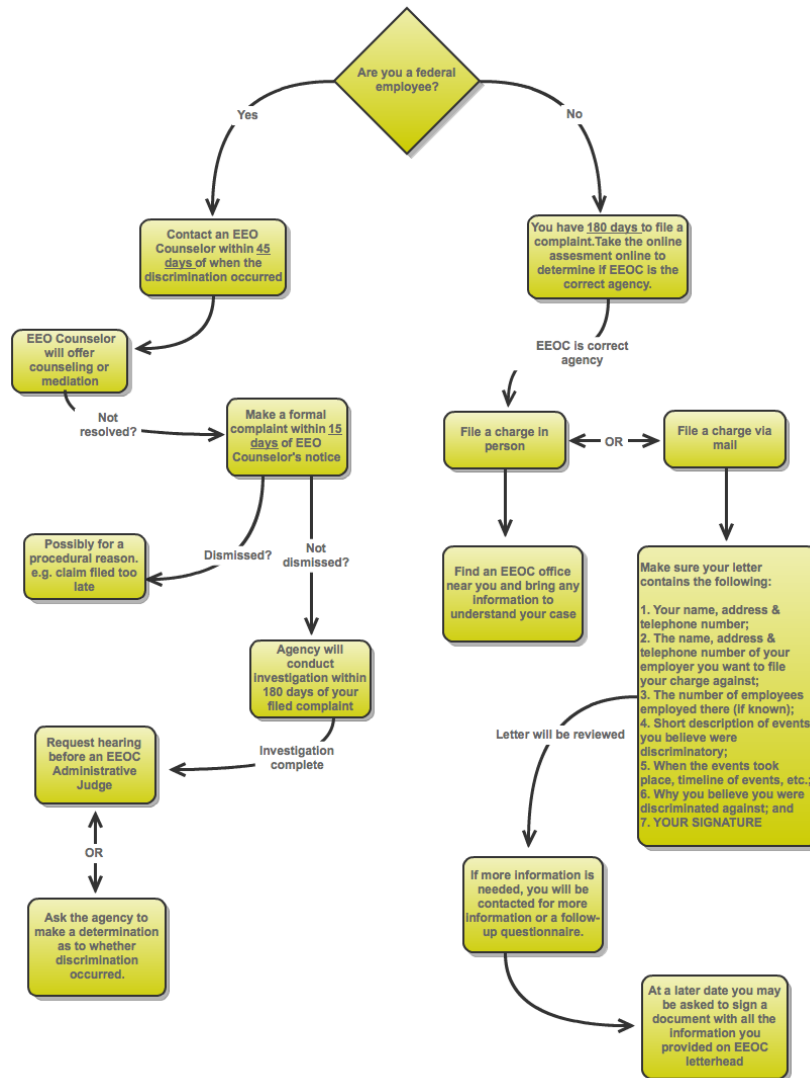 Are you a federal
employee?
Yes
No
Contact an EEO
Counselor within 45
days of when the
discrimination occurred
You have 180 days to file a
complaint.Take the online
assesment online to
determine if EEOC is the
correct agency.
EEO Counselor
will offer
counseling or
mediation
EEOC is correct
agency
Not
resolved?
Make a formal
complaint within 15
days of EEO
Counselor's notice
File a charge in
person
OR
File a charge via
mail
Possibly for a
procedural reason.
e.g. claim filed too
late
Dismissed?
Not
dismissed?
Find an EEOC office
near you and bring any
information to
understand your case
Make sure your letter
contains the following:
1. Your name, address &
telephone number;
2. The name, address &
telephone number of your
employer you want to file
your charge against;
3. The number of employees
employed there (if known);
4. Short description of events
you believe were
discriminatory;
5. When the events took
place, timeline of events, etc.;
6. Why you believe you were
discriminated against; and
7. YOUR SIGNATURE
Agency will
conduct
investigation within
180 days of your
filed complaint
Investigation
complete
Request hearing
before an EEOC
Administrative
Judge
OR
Ask the agency to
make a determination
as to whether
discrimination
occurred.
Letter will be reviewed
If more information is
needed, you will be
contacted for more
information or a follow-
up questionnaire.
At a later date you may
be asked to sign a
document with all the
information you
provided on EEOC
letterhead